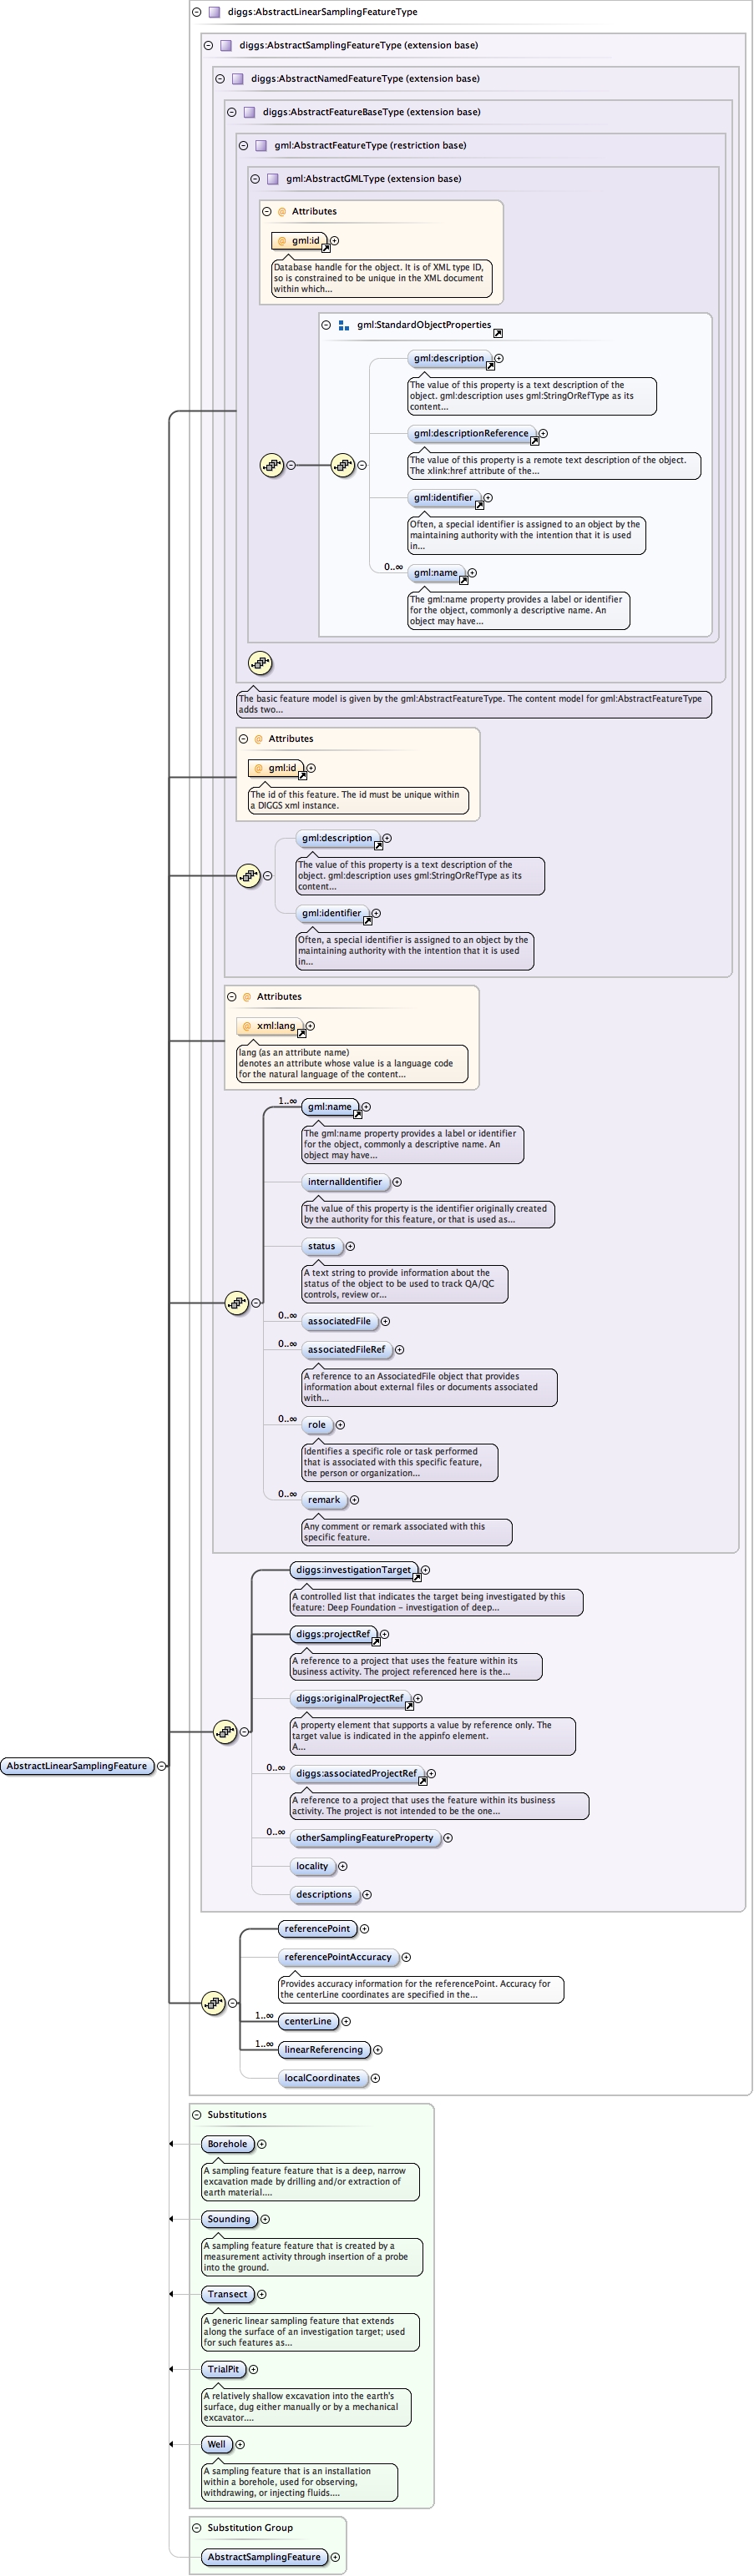 diggs:AbstractLinearSamplingFeatureType
diggs:AbstractSamplingFeatureType (extension base)
diggs:AbstractNamedFeatureType (extension base)
diggs:AbstractFeatureBaseType (extension base)
gml:AbstractFeatureType (restriction base)
gml:AbstractGMLType (extension base)
@ Attributes
@ gml:id
Database handle for the object. It is of XML type ID,
so is constrained to be unique in the XML document
within which...
gml:StandardObjectProperties
gml:description
The value of this property is a text description of the
object. gml:description uses gml:StringOrRefType as its
content...
gml:descriptionReference
The value of this property is a remote text description of the object.
The xlink:href attribute of the...
gml:identifier
Often, a special identifier is assigned to an object by the
maintaining authority with the intention that it is used
in...
0..∞ gml:name
The gml:name property provides a label or identifier
for the object, commonly a descriptive name. An
object may have...
The basic feature model is given by the gml:AbstractFeatureType. The content model for gml:AbstractFeatureType
adds two...
@ Attributes
@ gml:id
The id of this feature. The id must be unique within
a DIGGS xml instance.
gml:description
The value of this property is a text description of the
object. gml:description uses gml:StringOrRefType as its
content...
gml:identifier
Often, a special identifier is assigned to an object by the
maintaining authority with the intention that it is used
in...
@ Attributes
@ xml:lang
lang (as an attribute name)
denotes an attribute whose value is a language code
for the natural language of the content...
1..∞ gml:name
The gml:name property provides a label or identifier
for the object, commonly a descriptive name. An
object may have...
internalIdentifier
The value of this property is the identifier originally created
by the authority for this feature, or that is used as...
status
A text string to provide information about the
status of the object to be used to track QA/QC
controls, review or...
0..∞ associatedFile
0..∞ associatedFileRef
A reference to an AssociatedFile object that provides
information about external files or documents associated
with...
0..∞ role
Identifies a specific role or task performed
that is associated with this specific feature,
the person or organization...
0..∞ remark
Any comment or remark associated with this
specific feature.
diggs:investigationTarget
A controlled list that indicates the target being investigated by this
feature: Deep Foundation – investigation of deep...
diggs:projectRef
A reference to a project that uses the feature within its
business activity. The project referenced here is the...
diggs:originalProjectRef
A property element that supports a value by reference only. The
target value is indicated in the appinfo element.
A...
AbstractLinearSamplingFeature
0..∞ diggs:associatedProjectRef
A reference to a project that uses the feature within its business
activity. The project is not intended to be the one...
0..∞ otherSamplingFeatureProperty
locality
descriptions
referencePoint
referencePointAccuracy
Provides accuracy information for the referencePoint. Accuracy for
the centerLine coordinates are specified in the...
1..∞ centerLine
1..∞ linearReferencing
localCoordinates
Substitutions
Borehole
A sampling feature feature that is a deep, narrow
excavation made by drilling and/or extraction of
earth material....
Sounding
A sampling feature feature that is created by a
measurement activity through insertion of a probe
into the ground.
Transect
A generic linear sampling feature that extends
along the surface of an investigation target; used
for such features as...
TrialPit
A relatively shallow excavation into the earth's
surface, dug either manually or by a mechanical
excavator....
Well
A sampling feature that is an installation
within a borehole, used for observing,
withdrawing, or injecting fluids....
Substitution Group
AbstractSamplingFeature